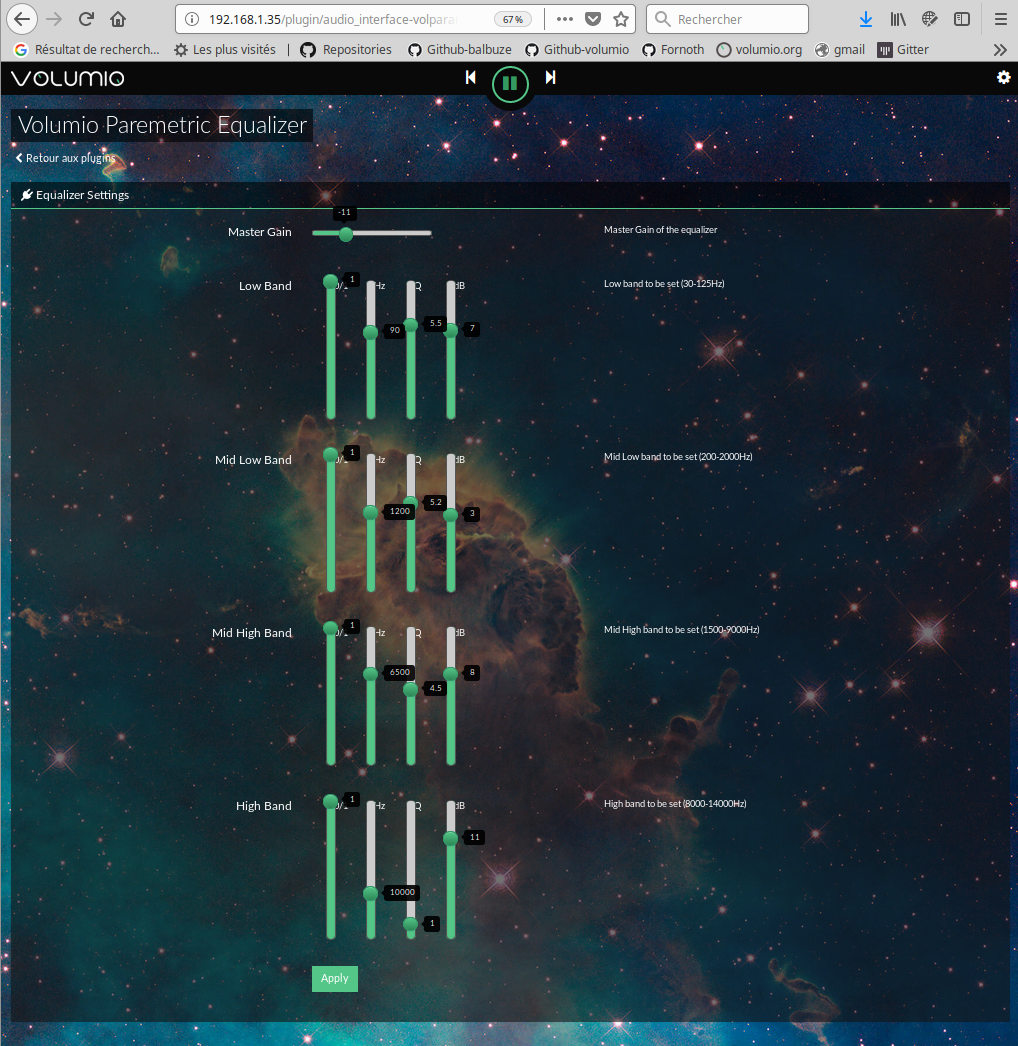 192.168.1.35/plugin/audio_interface-volpara
67%
Rechercher
Résultat de recherch…
Les plus visités
Repositories
Github-balbuze
Github-volumio
Fornoth
volumio.org
gmail
Gitter
VOLUMIO
Volumio Paremetric Equalizer
Retour aux plugins
Equalizer Settings
-11
Master Gain
Master Gain of the equalizer
Low Band
1
Hz
Q
dB
Low band to be set (30-125Hz)
90
5.5
7
Mid Low Band
1
Hz
Q
dB
Mid Low band to be set (200-2000Hz)
1200
5.2
3
Mid High Band
1
Hz
Q
dB
Mid High band to be set (1500-9000Hz)
6500
4.5
8
High Band
1
Hz
Q
dB
High band to be set (8000-14000Hz)
11
10000
1
Apply